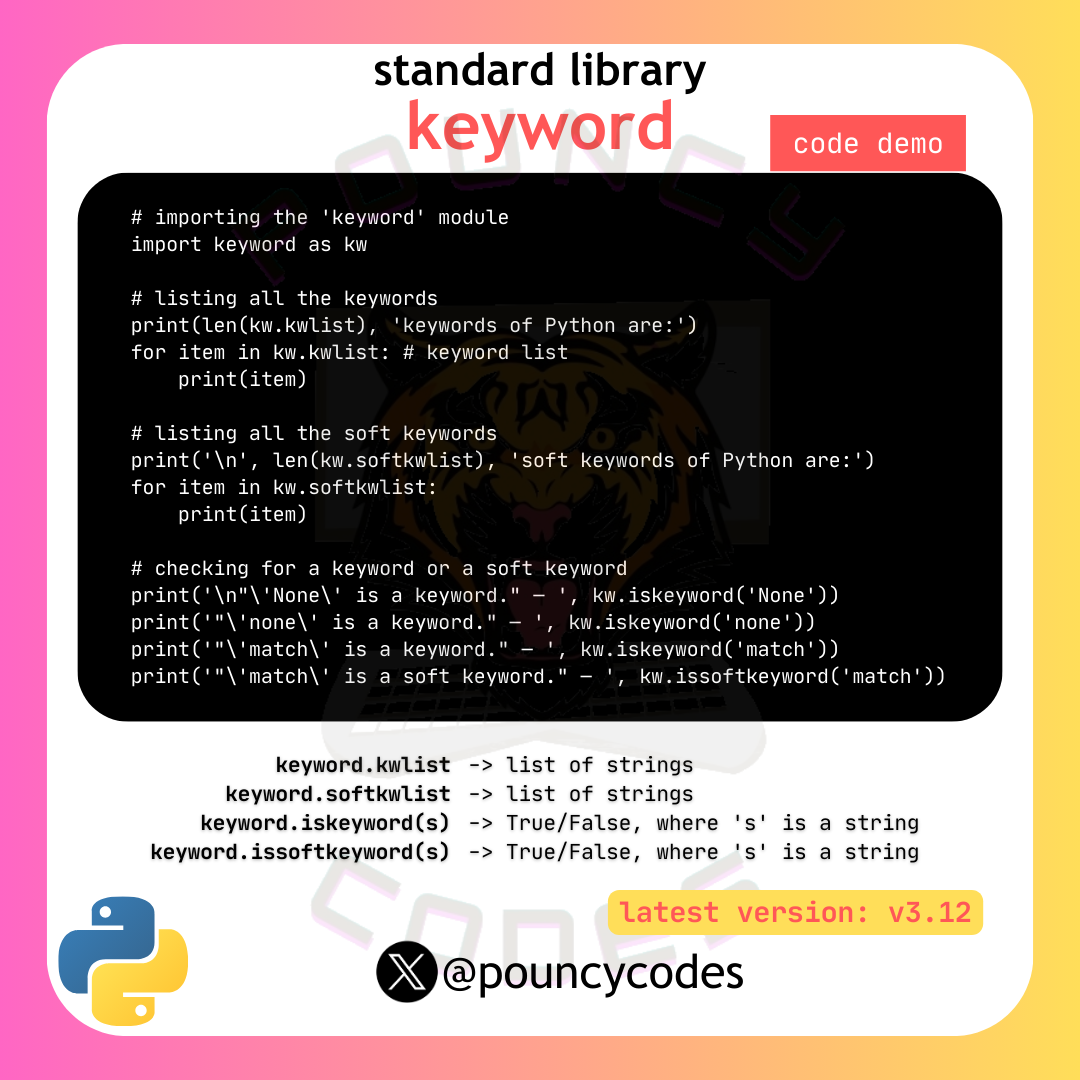 standard library
keyword
code demo
# importing the 'keyword' module
import keyword as kw
# listing all the keywords
print(len(kw.kwlist), 'keywords of Python are:')
for item in kw.kwlist: # keyword list
    print(item)
# listing all the soft keywords
print('\n', len(kw.softkwlist), 'soft keywords of Python are:')
for item in kw.softkwlist:
    print(item)
# checking for a keyword or a soft keyword
print('\n"\'None\' is a keyword." — ', kw.iskeyword('None'))
print('"\'none\' is a keyword." — ', kw.iskeyword('none'))
print('"\'match\' is a keyword." — ', kw.iskeyword('match'))
print('"\'match\' is a soft keyword." — ', kw.issoftkeyword('match'))
keyword.kwlist -> list of strings
keyword.softkwlist -> list of strings
keyword.iskeyword(s) -> True/False, where 's' is a string
keyword.issoftkeyword(s) -> True/False, where 's' is a string
latest version: v3.12
@pouncycodes
POUNCY
CODES